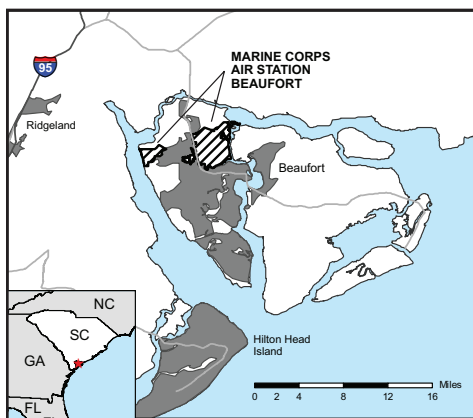 MARINE CORPS
AIR STATION
BEAUFORT
95
Ridgeland
Beaufort
NC
SC
GA
FL
Hilton Head
Island
Miles
0 2 4 8 12 16